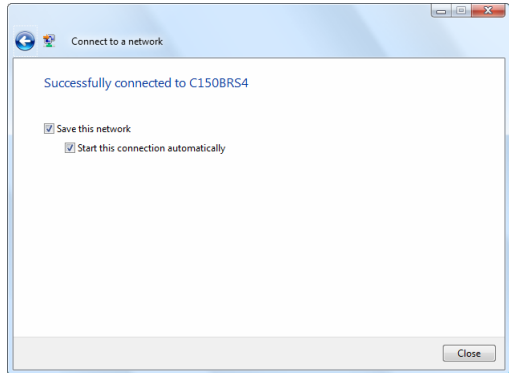 Connect to a network
Successfully connected to C150BRS4
Save this network
Start this connection automatically
Close